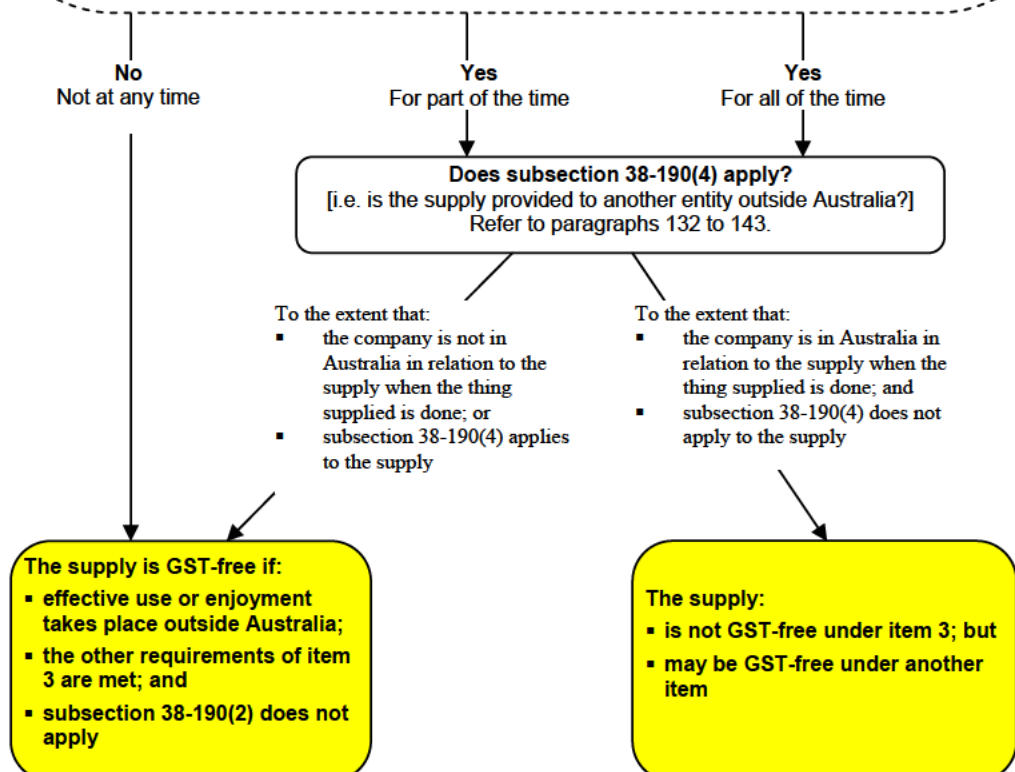 No
Not at any time
Yes
For part of the time
Yes
For all of the time
Does subsection 38-190(4) apply?
[i.e. is the supply provided to another entity outside Australia?]
Refer to paragraphs 132 to 143.
To the extent that:
▪ the company is not in
Australia in relation to the
supply when the thing
supplied is done; or
▪ subsection 38-190(4) applies
to the supply
To the extent that:
▪ the company is in Australia in
relation to the supply when the
thing supplied is done; and
▪ subsection 38-190(4) does not
apply to the supply
The supply is GST-free if:
▪ effective use or enjoyment
takes place outside Australia;
▪ the other requirements of item
3 are met; and
▪ subsection 38-190(2) does not
apply
The supply:
▪ is not GST-free under item 3; but
▪ may be GST-free under another
item